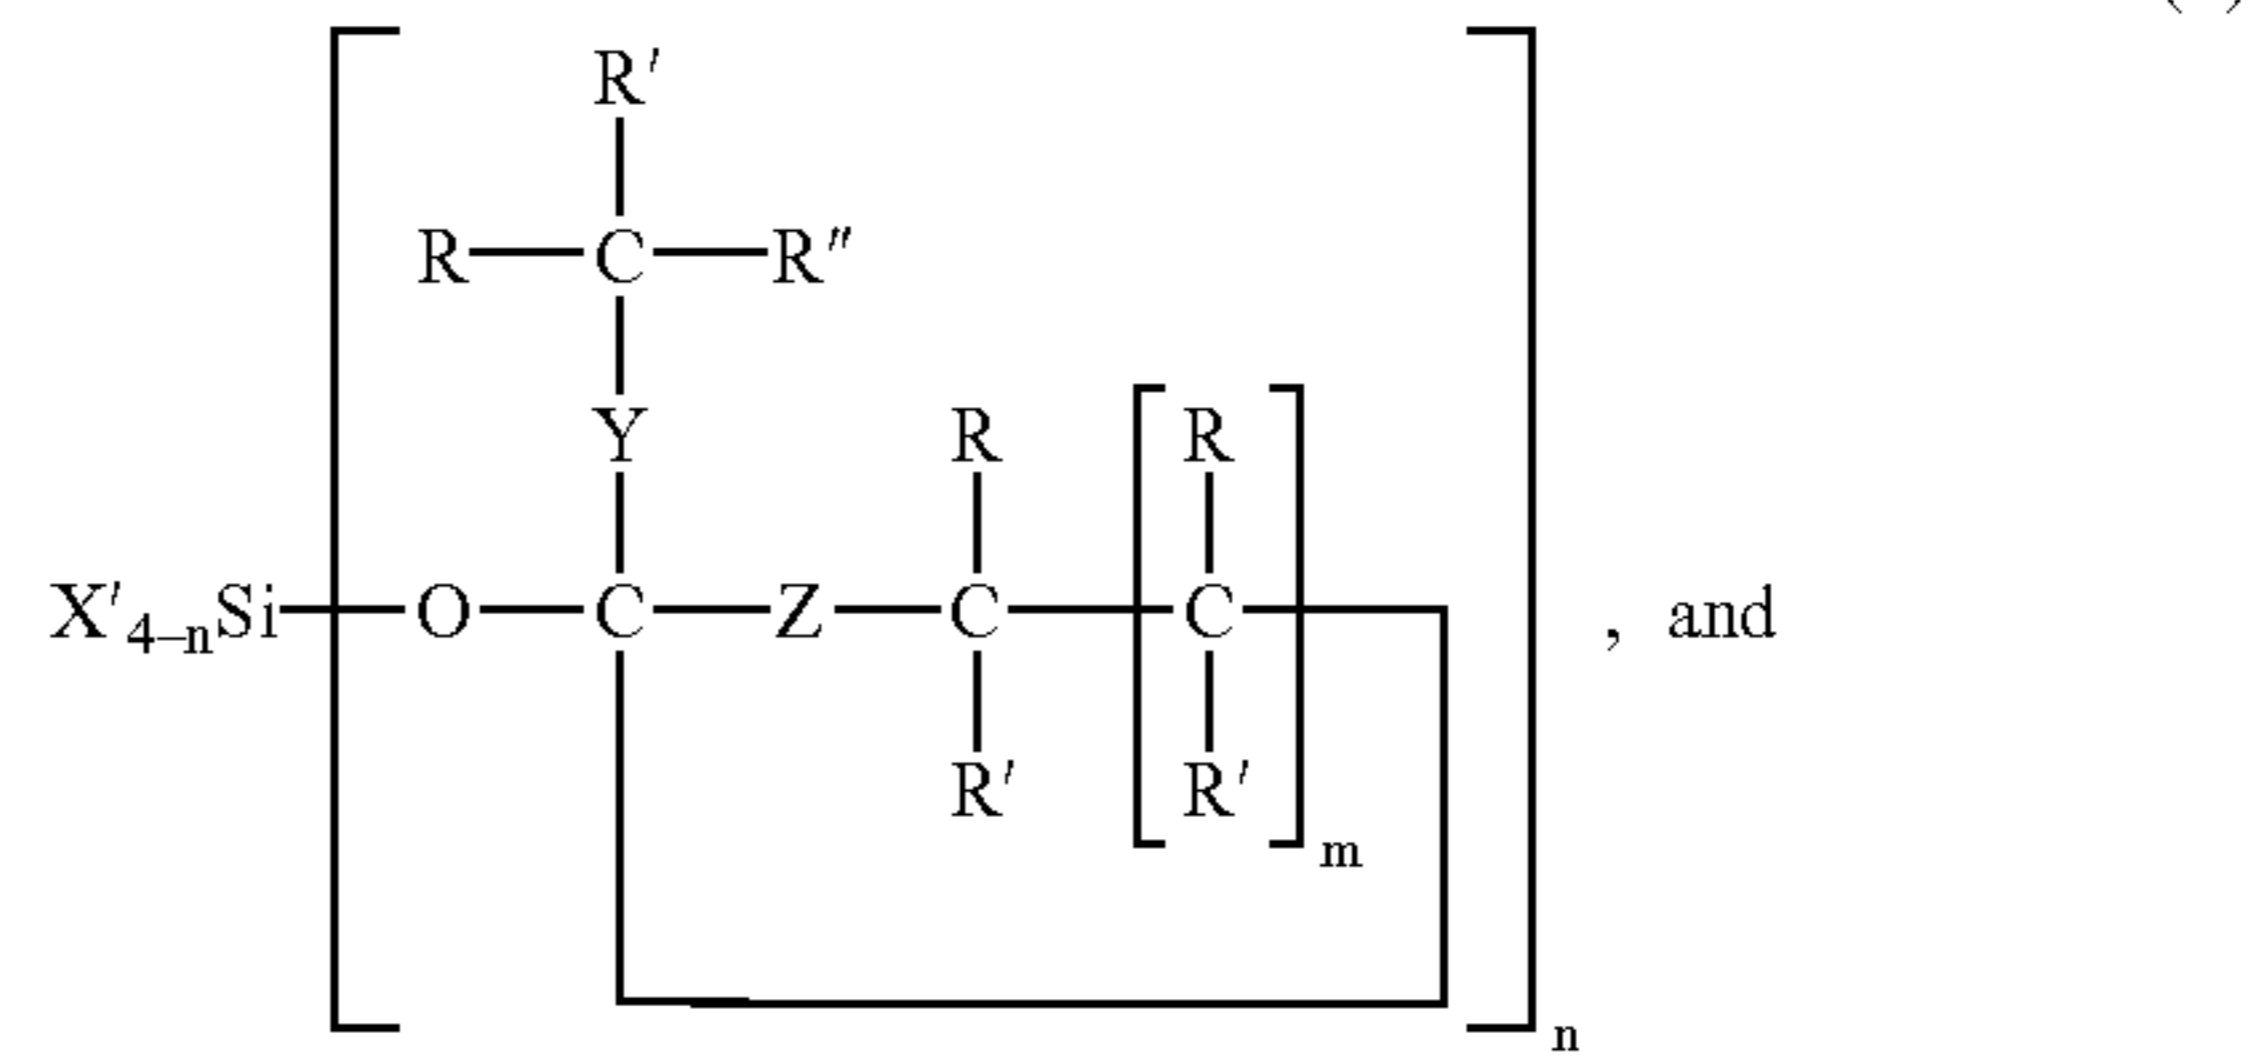 R′
R—C—R″
Y
R R
X′4–nSi—O—C—Z—C—C , and
R′ R′
m
n